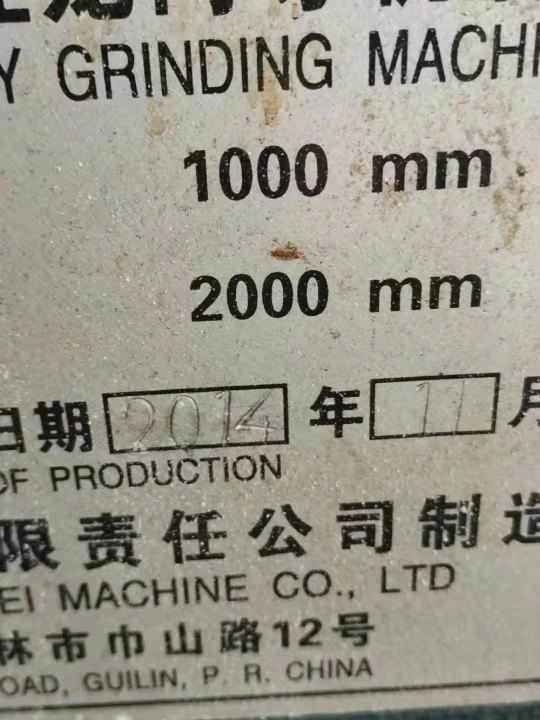 Y GRINDING MACHI
1000 mm
2000 mm
日期 2014 年 11 月
OF PRODUCTION
限责任公司制造
EI MACHINE CO., LTD
林市巾山路12号
OAD, GUILIN, P. R. CHINA